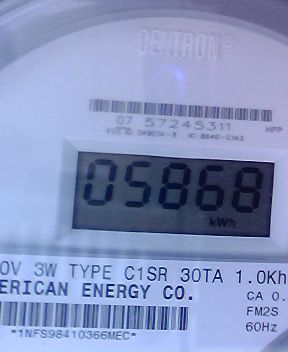 CENTRON®
07 57245311
HPP
05868
kWh
0V 3W TYPE C1SR 30TA 1.0Kh
ERICAN ENERGY CO.
CA 0.
FM2S
60Hz
*1NFS98410366MEC*